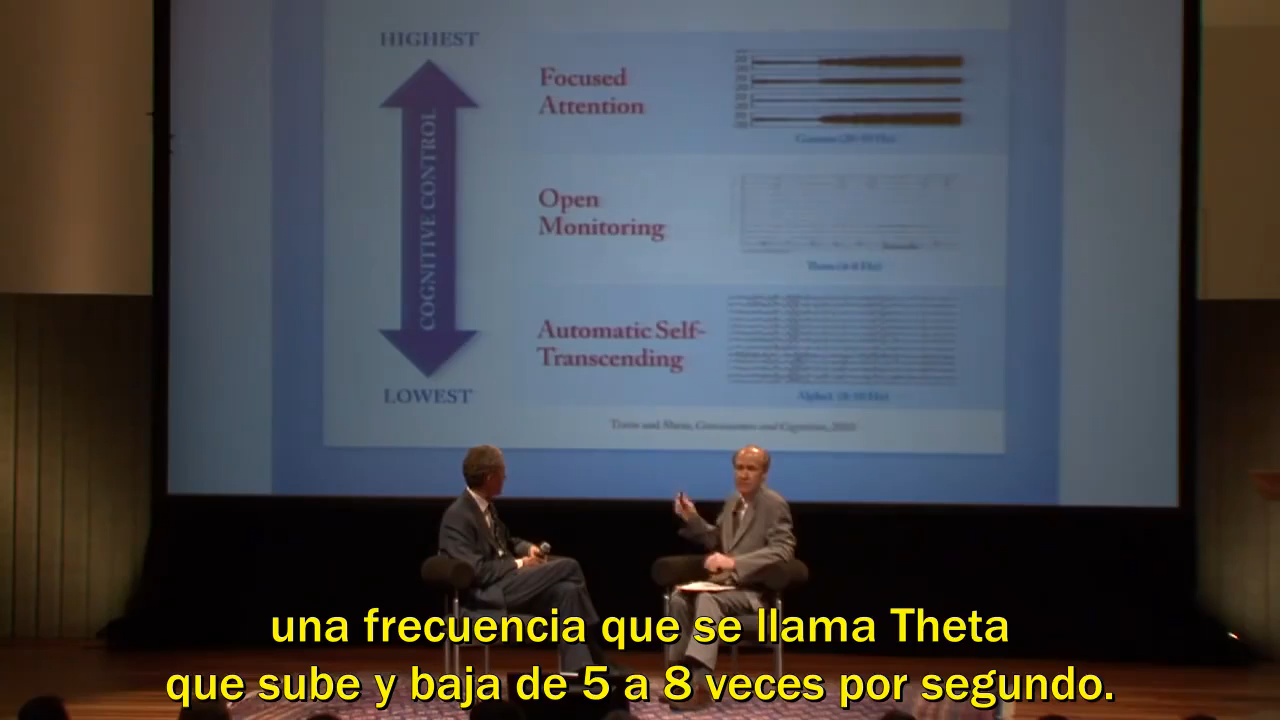 HIGHEST
COGNITIVE CONTROL
LOWEST
Focused
Attention
Open
Monitoring
Automatic Self-
Transcending
una frecuencia que se llama Theta
que sube y baja de 5 a 8 veces por segundo.